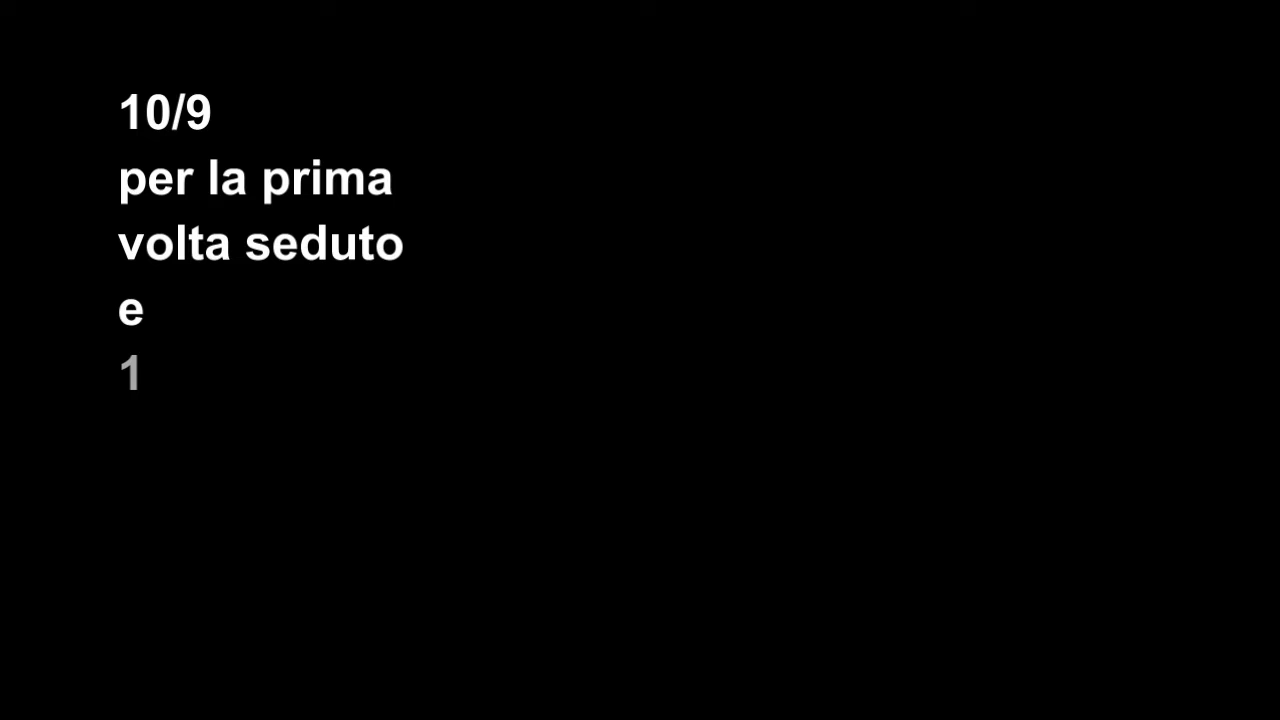 10/9
per la prima
volta seduto
e
1